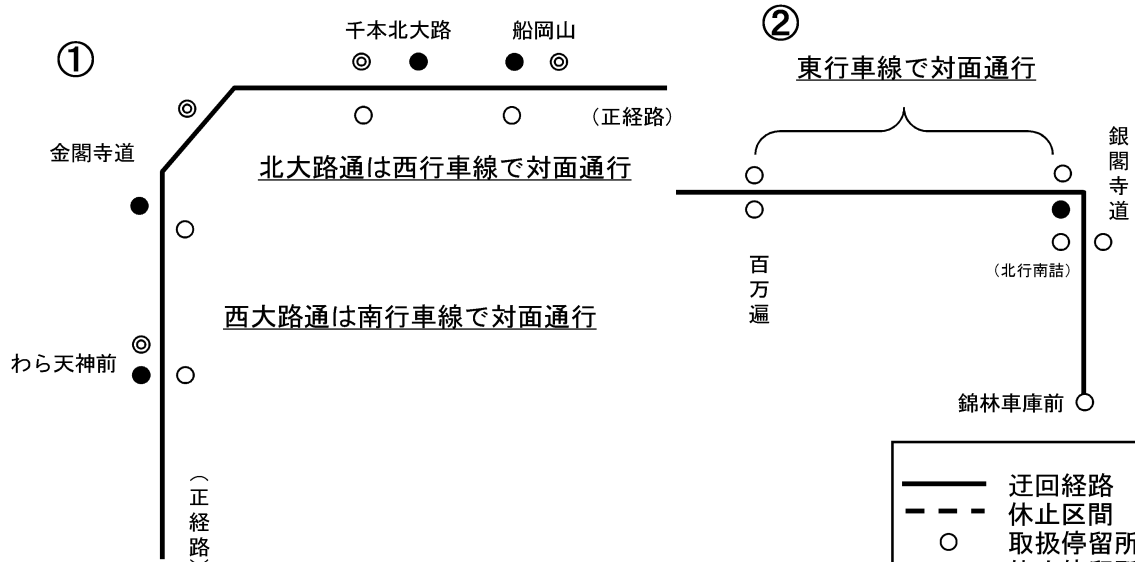 ①
千本北大路
船岡山
金閣寺道
（正経路）
北大路通は西行車線で対面通行
西大路通は南行車線で対面通行
わら天神前
（正経路）
②
東行車線で対面通行
銀閣寺道
百万遍
（北行南詰）
錦林車庫前
迂回経路
休止区間
取扱停留所